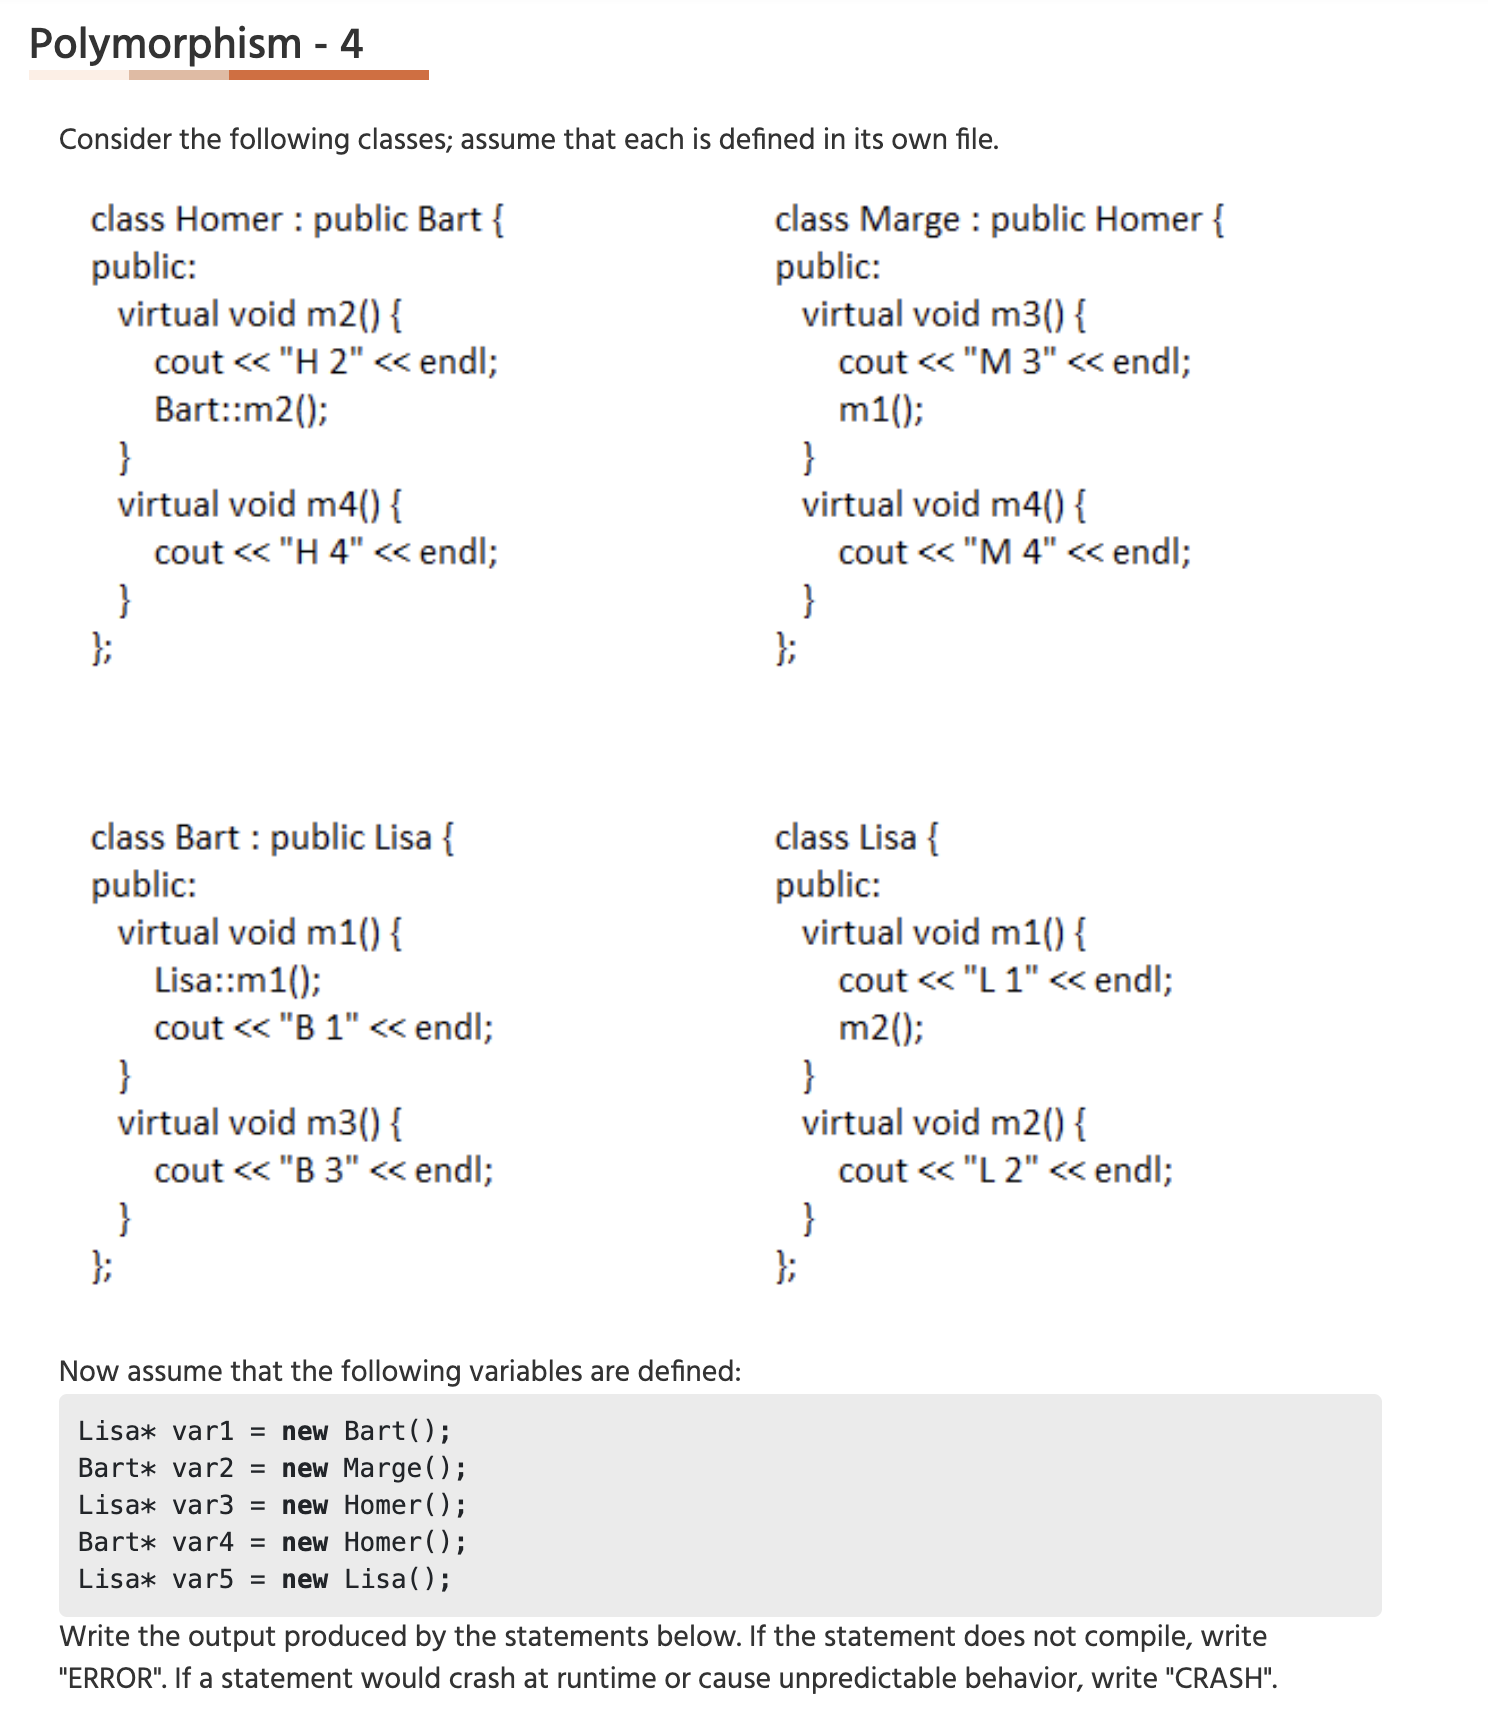 Polymorphism - 4
Consider the following classes; assume that each is defined in its own file.
class Homer : public Bart {
public:
virtual void m2() {
cout << "H 2" << endl;
Bart::m2();
}
virtual void m4() {
cout << "H 4" << endl;
}
};
class Marge : public Homer {
public:
virtual void m3() {
cout << "M 3" << endl;
m1();
}
virtual void m4() {
cout << "M 4" << endl;
}
};
class Bart : public Lisa {
public:
virtual void m1() {
Lisa::m1();
cout << "B 1" << endl;
}
virtual void m3() {
cout << "B 3" << endl;
}
};
class Lisa {
public:
virtual void m1() {
cout << "L 1" << endl;
m2();
}
virtual void m2() {
cout << "L 2" << endl;
}
};
Now assume that the following variables are defined:
Lisa* var1 = new Bart();
Bart* var2 = new Marge();
Lisa* var3 = new Homer();
Bart* var4 = new Homer();
Lisa* var5 = new Lisa();
Write the output produced by the statements below. If the statement does not compile, write
"ERROR". If a statement would crash at runtime or cause unpredictable behavior, write "CRASH".